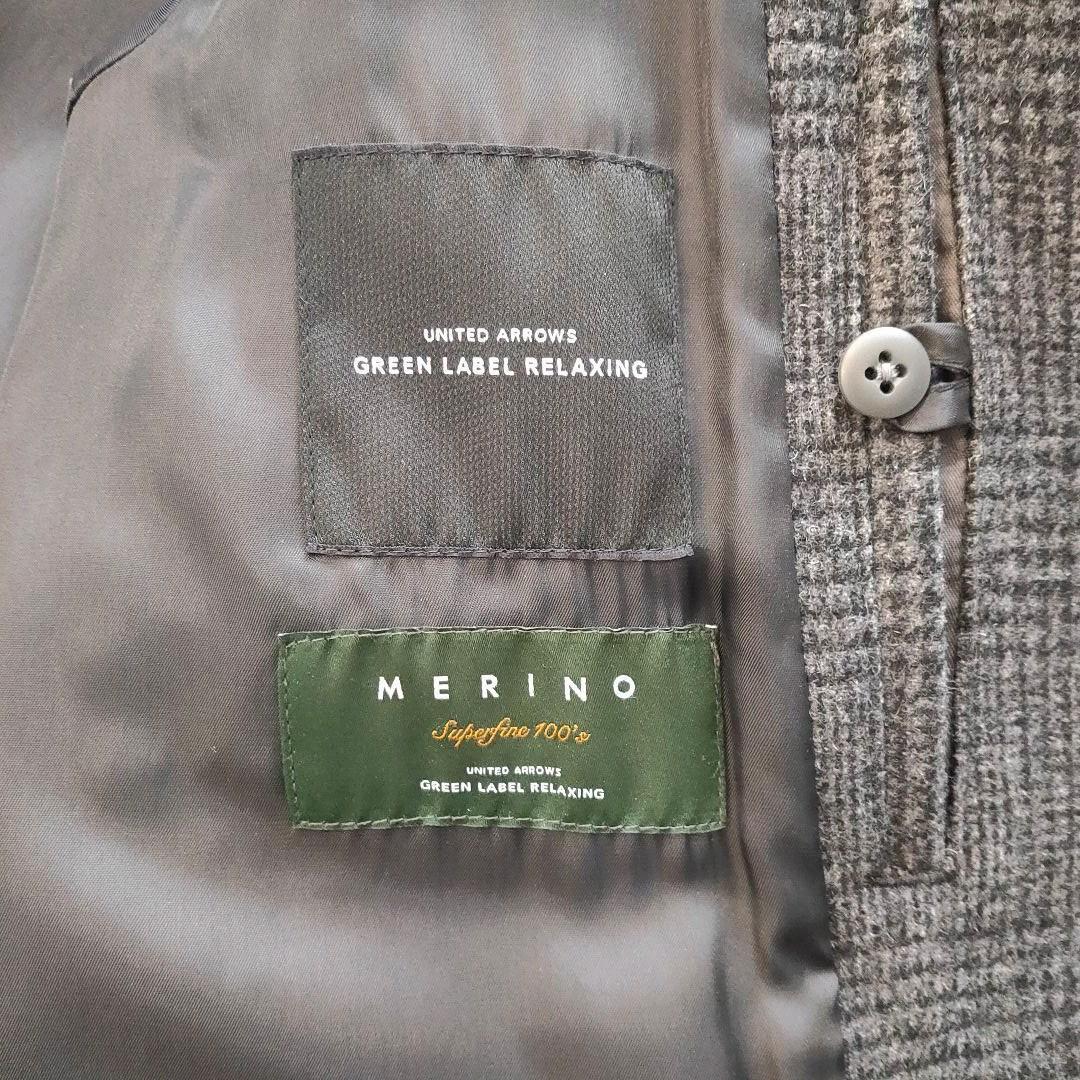 UNITED ARROWS
GREEN LABEL RELAXING
MERINO
Superfine 100's
UNITED ARROWS
GREEN LABEL RELAXING